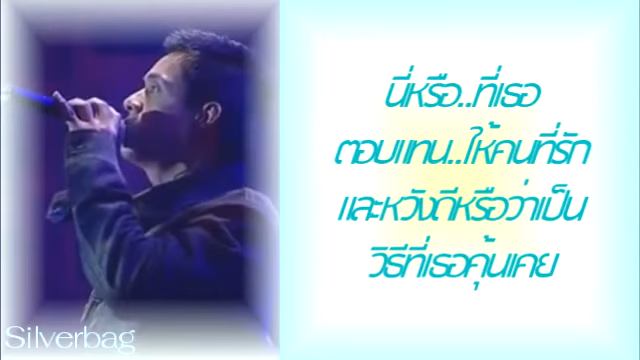 นี่หรือ..ที่เธอ
ตอบแทน..ให้คนที่รัก
และหวังดีหรือว่าเป็น
วิธีที่เธอคุ้นเคย
Silverbag